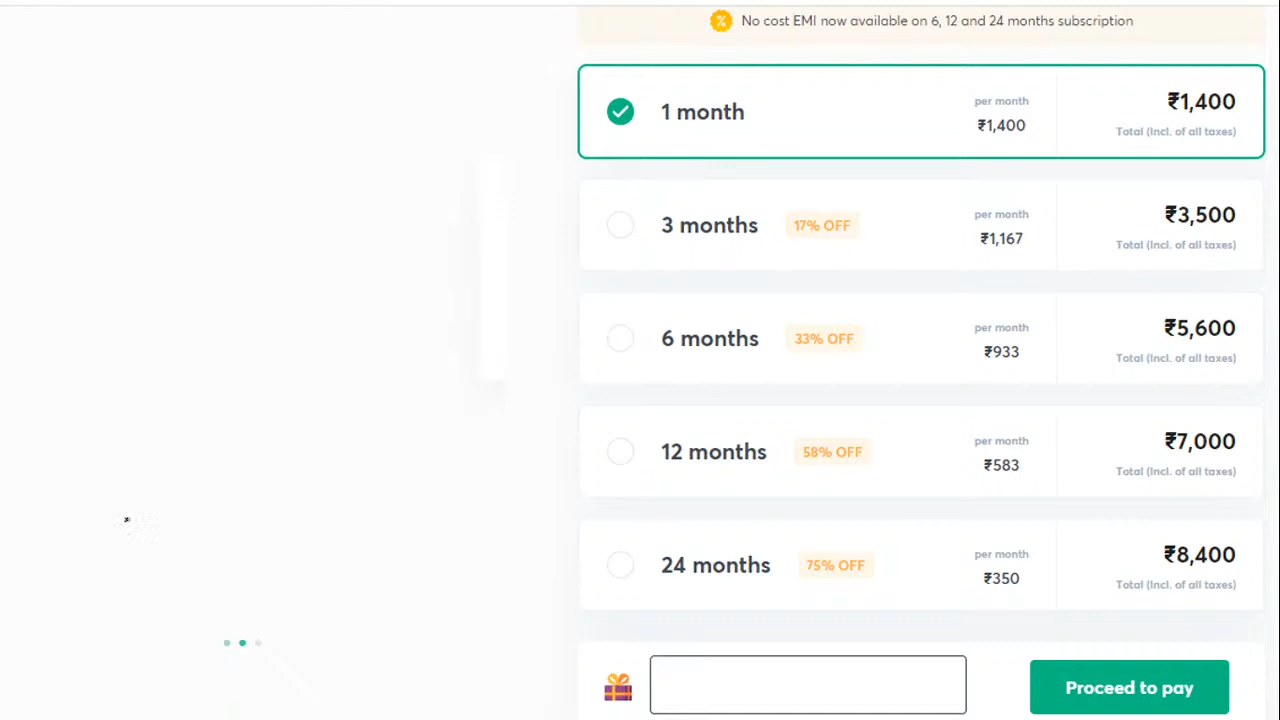 No cost EMI now available on 6, 12 and 24 months subscription
1 month
per month
₹1,400
₹1,400
Total (Incl. of all taxes)
3 months
17% OFF
per month
₹1,167
₹3,500
Total (Incl. of all taxes)
6 months
33% OFF
per month
₹933
₹5,600
Total (Incl. of all taxes)
12 months
58% OFF
per month
₹583
₹7,000
Total (Incl. of all taxes)
24 months
75% OFF
per month
₹350
₹8,400
Total (Incl. of all taxes)
Proceed to pay